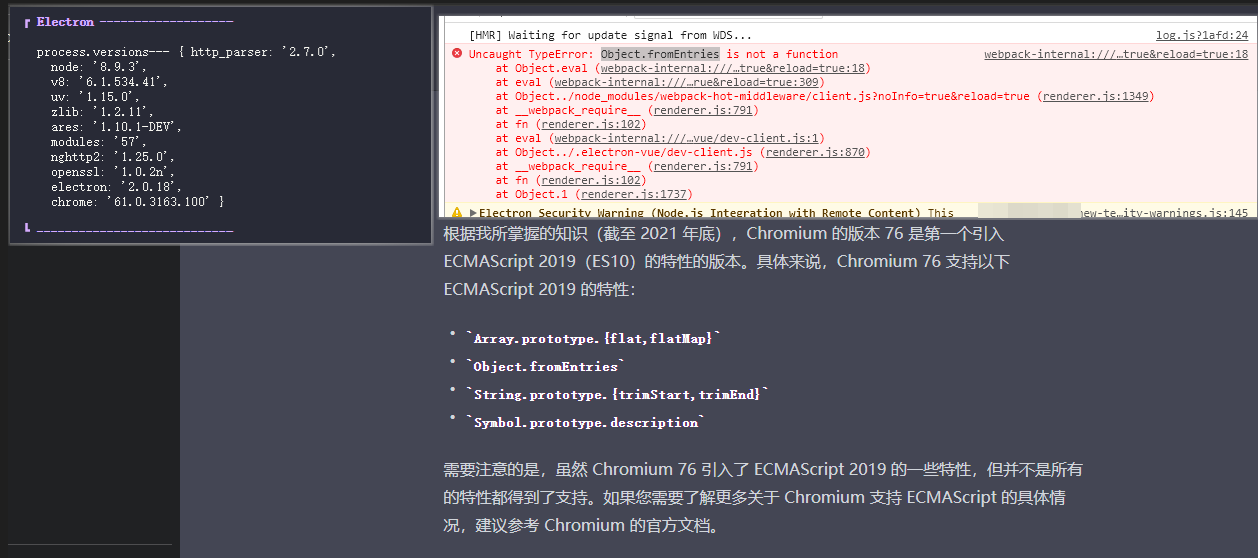 ┏ Electron -------------------
process.versions--- { http_parser: '2.7.0',
node: '8.9.3',
v8: '6.1.534.41',
uv: '1.15.0',
zlib: '1.2.11',
ares: '1.10.1-DEV',
modules: '57',
nghttp2: '1.25.0',
openssl: '1.0.2n',
electron: '2.0.18',
chrome: '61.0.3163.100' }
┗ ----------------------------
[HMR] Waiting for update signal from WDS... log.js?1afd:24
Uncaught TypeError: Object.fromEntries is not a function webpack-internal:///…true&reload=true:18
at Object.eval (webpack-internal:///…true&reload=true:18)
at eval (webpack-internal:///…rue&reload=true:309)
at Object../node_modules/webpack-hot-middleware/client.js?noInfo=true&reload=true (renderer.js:1349)
at __webpack_require__ (renderer.js:791)
at fn (renderer.js:102)
at eval (webpack-internal:///…vue/dev-client.js:1)
at Object../.electron-vue/dev-client.js (renderer.js:870)
at __webpack_require__ (renderer.js:791)
at fn (renderer.js:102)
at Object.1 (renderer.js:1737)
▶Electron Security Warning (Node.js Integration with Remote Content) This new-te…ity-warnings.js:145
根据我所掌握的知识（截至 2021 年底），Chromium 的版本 76 是第一个引入
ECMAScript 2019（ES10）的特性的版本。具体来说，Chromium 76 支持以下
ECMAScript 2019 的特性：
• `Array.prototype.{flat,flatMap}`
• `Object.fromEntries`
• `String.prototype.{trimStart,trimEnd}`
• `Symbol.prototype.description`
需要注意的是，虽然 Chromium 76 引入了 ECMAScript 2019 的一些特性，但并不是所有
的特性都得到了支持。如果您需要了解更多关于 Chromium 支持 ECMAScript 的具体情
况，建议参考 Chromium 的官方文档。